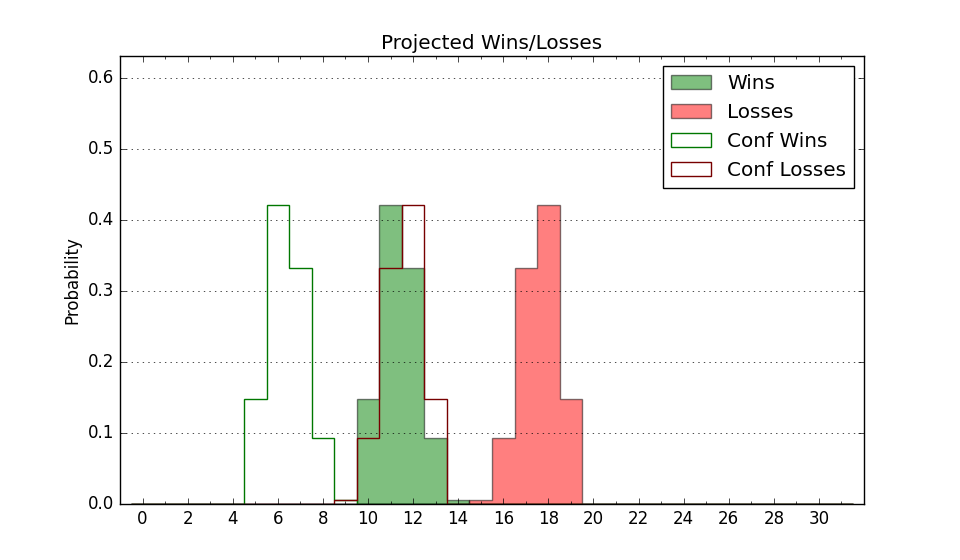 Projected Wins/Losses
Wins
Losses
Conf Wins
Conf Losses
Probability
0.6
0.5
0.4
0.3
0.2
0.1
0.0
0 2 4 6 8 10 12 14 16 18 20 22 24 26 28 30